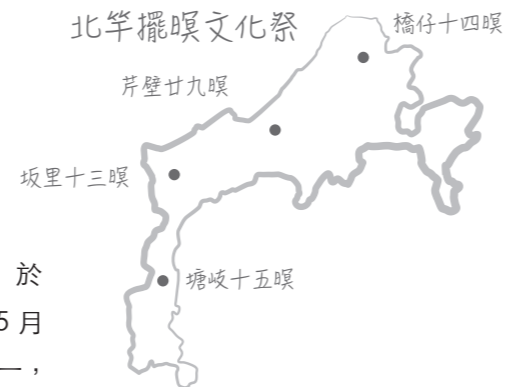 北竿擺暝文化祭
橋仔十四暝
芹壁廿九暝
坂里十三暝
塘岐十五暝
於
5 月
一，